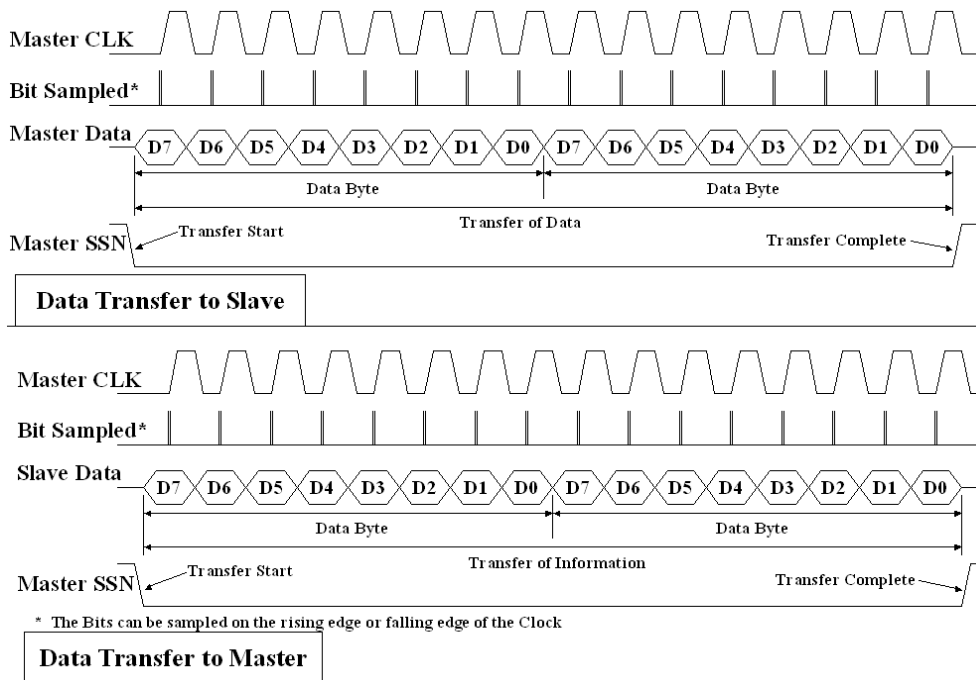 Master CLK
Bit Sampled*
Master Data D7 D6 D5 D4 D3 D2 D1 D0 D7 D6 D5 D4 D3 D2 D1 D0
Data Byte Data Byte
Transfer of Data
Master SSN Transfer Start Transfer Complete
Data Transfer to Slave
Master CLK
Bit Sampled*
Slave Data D7 D6 D5 D4 D3 D2 D1 D0 D7 D6 D5 D4 D3 D2 D1 D0
Data Byte Data Byte
Transfer of Information
Master SSN Transfer Start Transfer Complete
* The Bits can be sampled on the rising edge or falling edge of the Clock
Data Transfer to Master